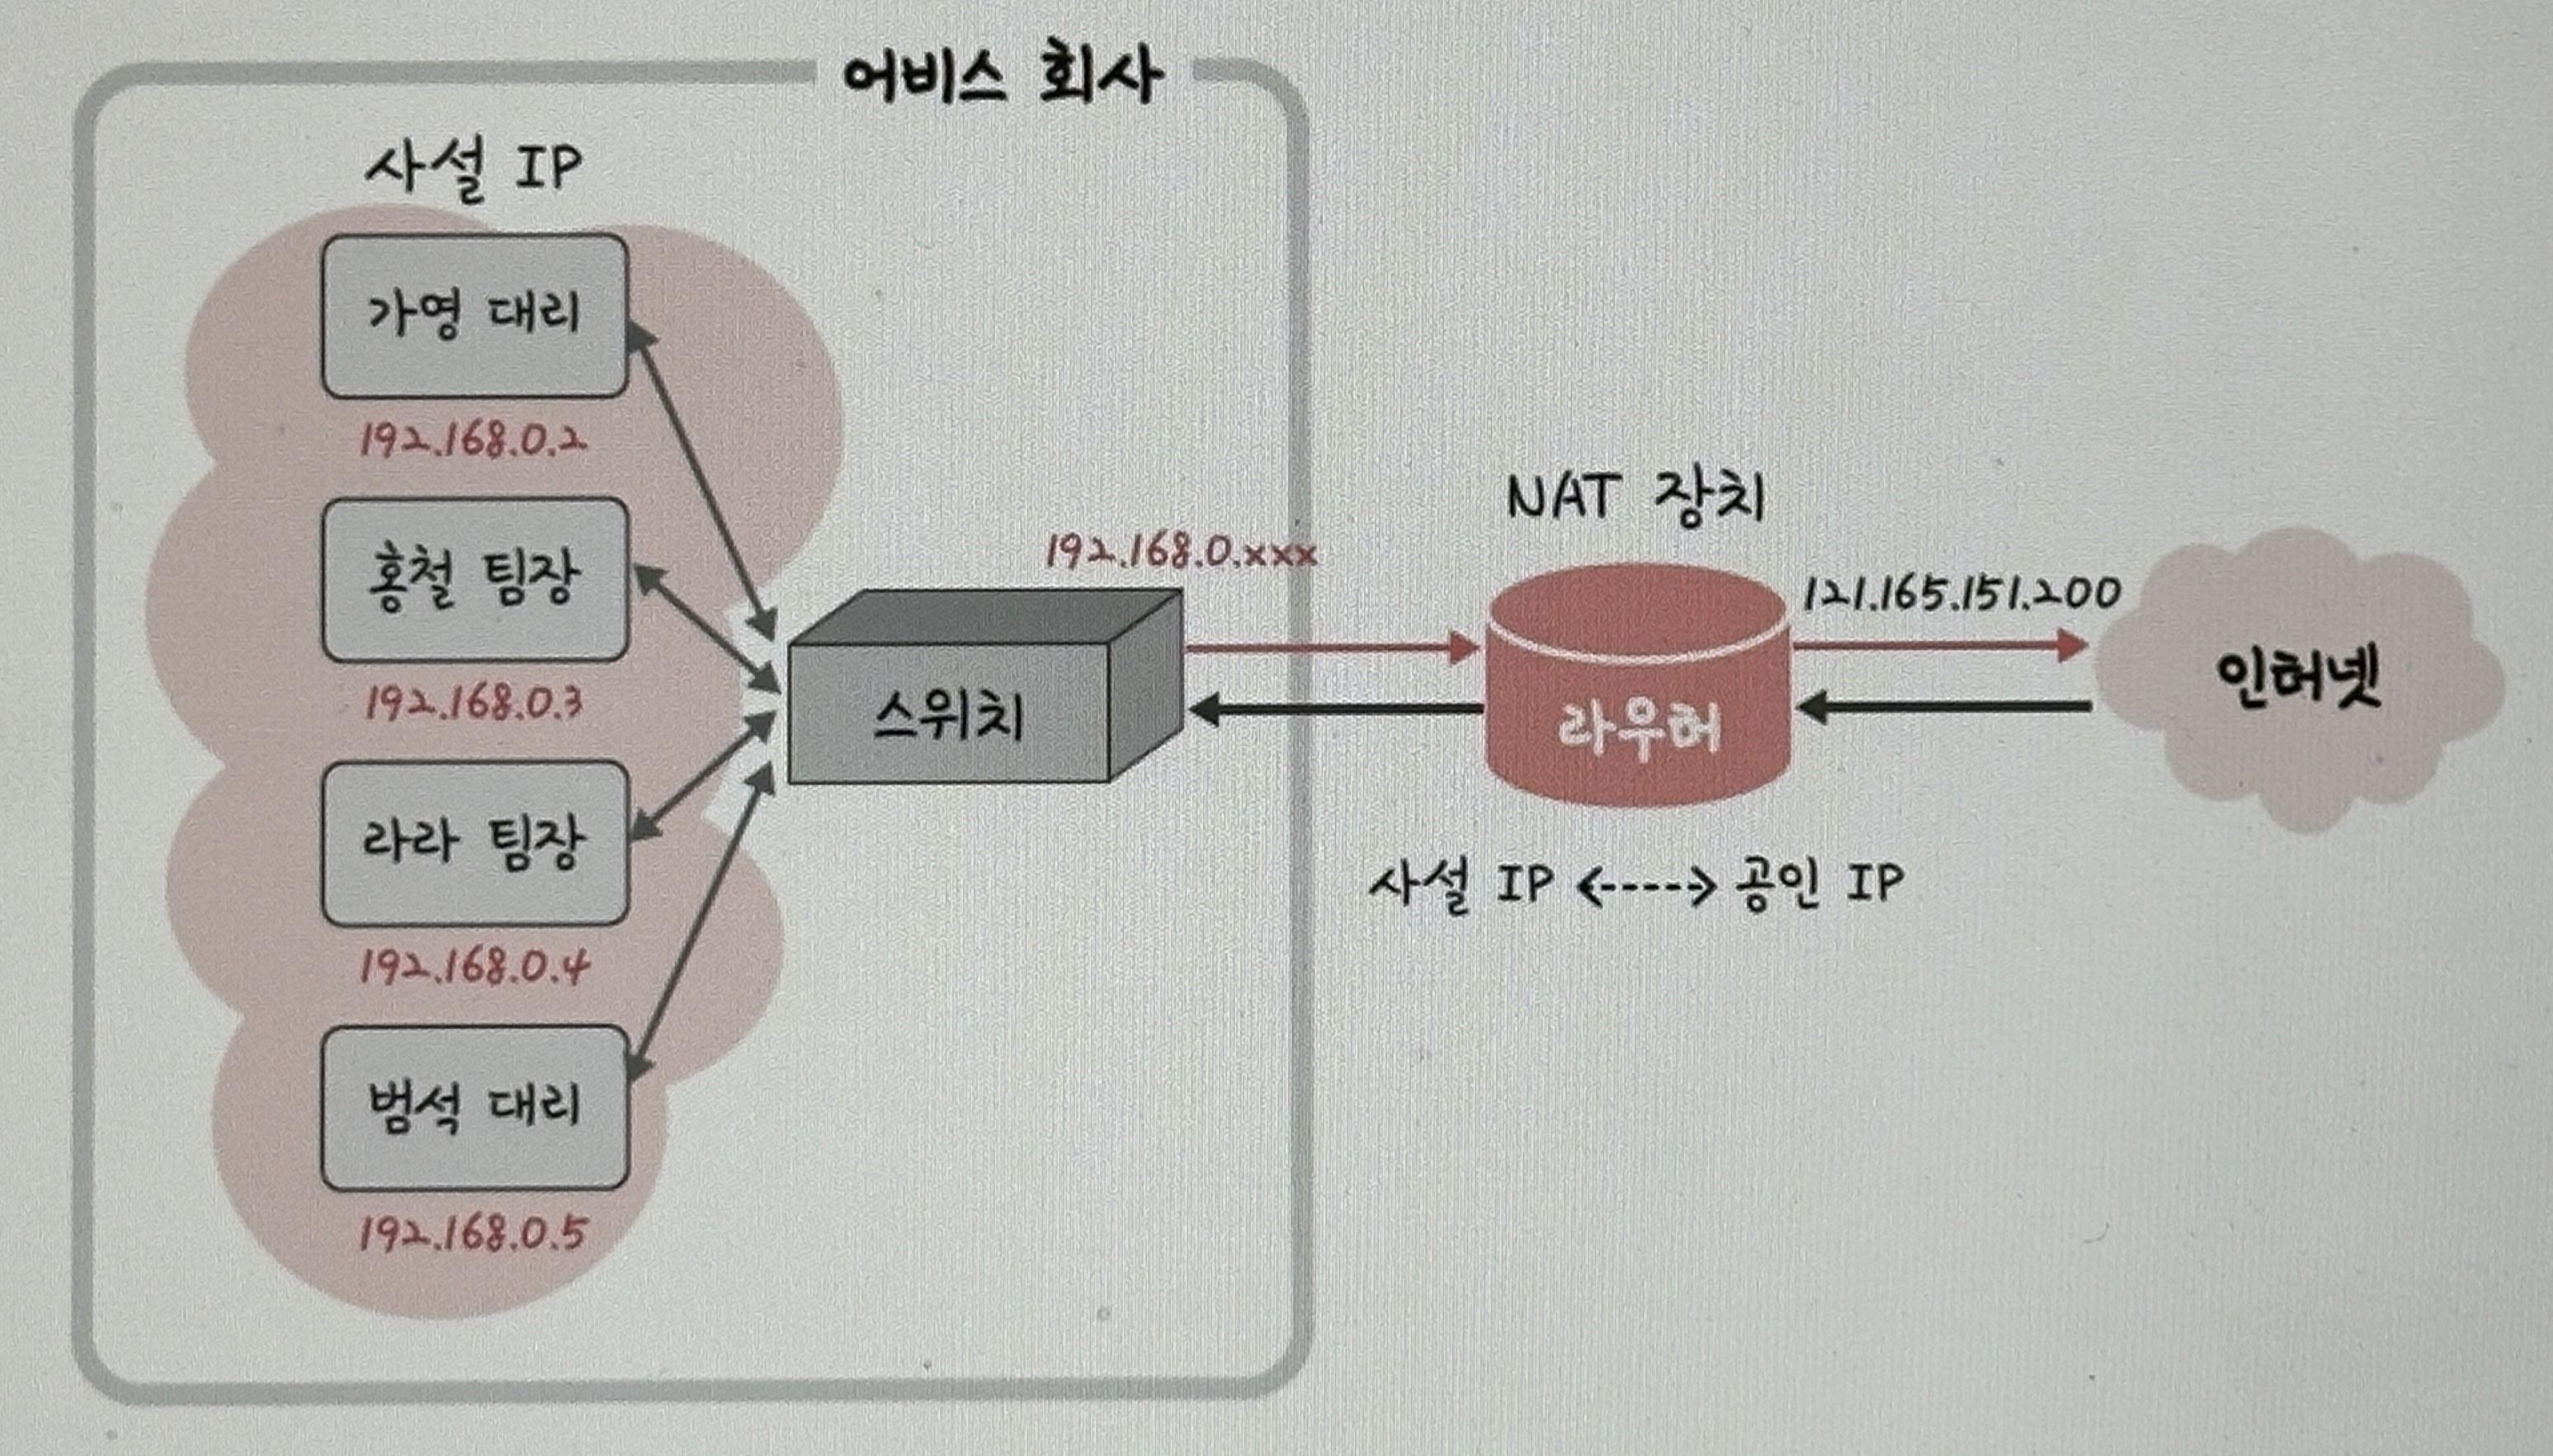 어비스 회사
사설 IP
가영 대리
192.168.0.2
홍철 팀장
192.168.0.3
라라 팀장
192.168.0.4
범석 대리
192.168.0.5
스위치
192.168.0.xxx
NAT 장치
라우터
사설 IP <-----> 공인 IP
121.165.151.200
인터넷